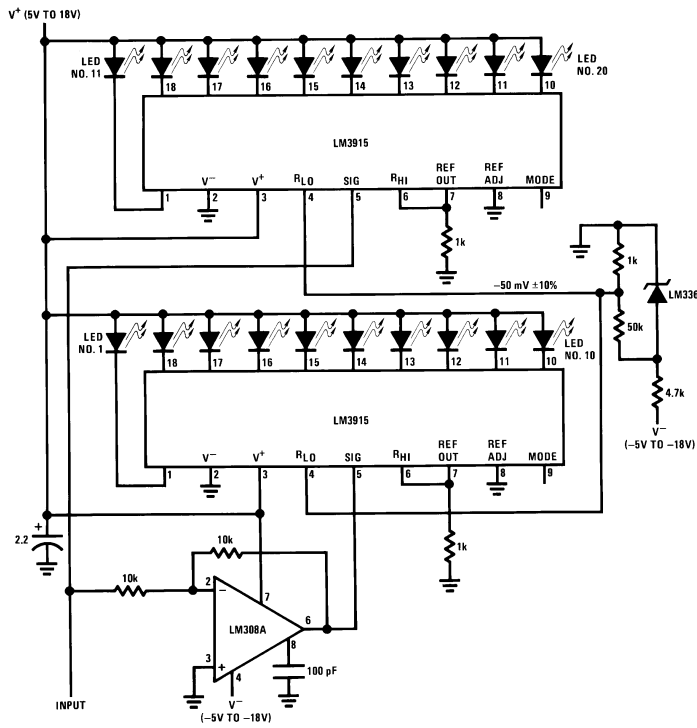 V+ (5V TO 18V)
LED NO. 11
LED NO. 20
18 17 16 15 14 13 12 11 10
LM3915
V− V+ RLO SIG RHI REF OUT REF ADJ MODE
1 2 3 4 5 6 7 8 9
1k
1k
−50 mV ±10%
LM336
50k
LED NO. 1
LED NO. 10
18 17 16 15 14 13 12 11 10
4.7k
V−
(−5V TO −18V)
LM3915
V− V+ RLO SIG RHI REF OUT REF ADJ MODE
1 2 3 4 5 6 7 8 9
+
2.2
10k
1k
10k
2
−
7
LM308A
6
8
3
+
4
100 pF
INPUT
V−
(−5V TO −18V)